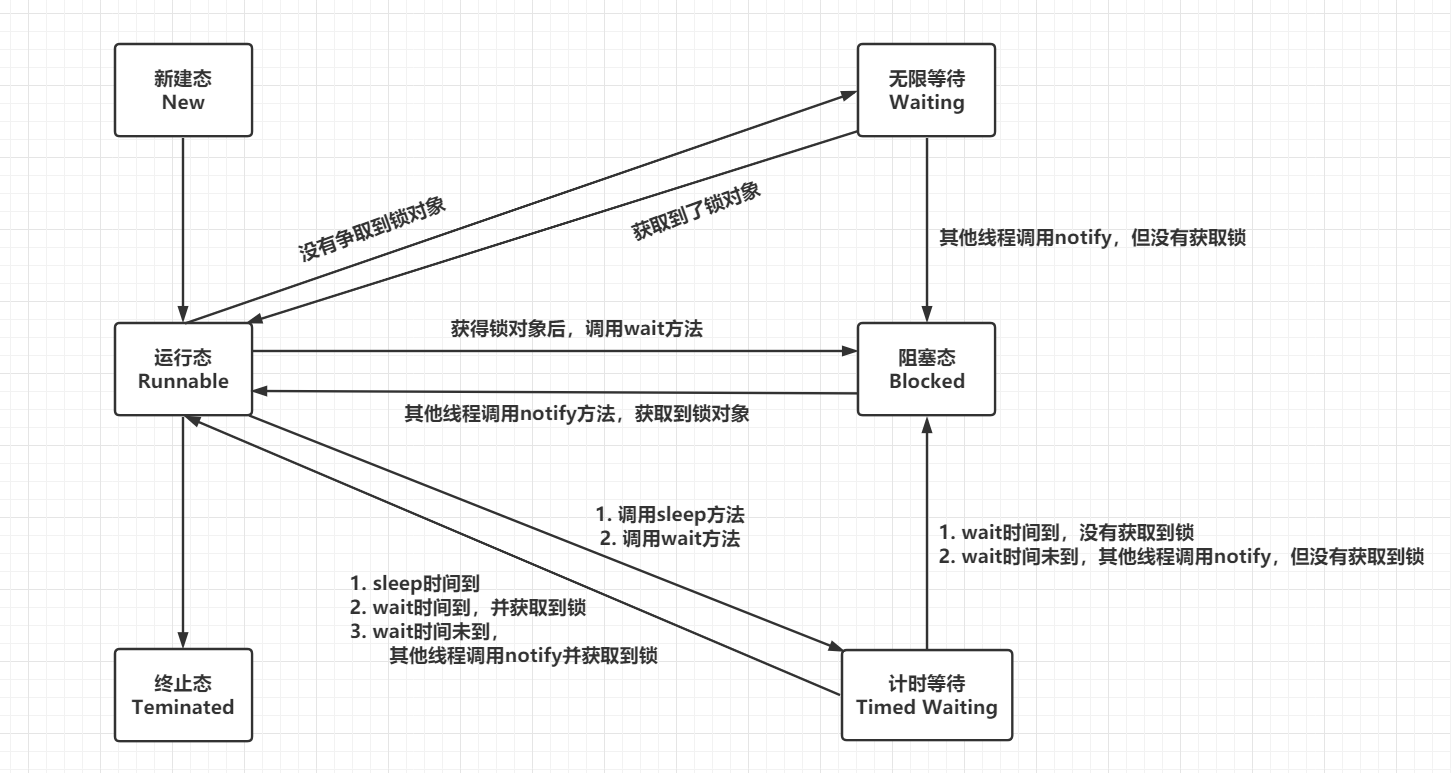 新建态
New
无限等待
Waiting
没有争取到锁对象
获取到了锁对象
其他线程调用notify，但没有获取锁
运行态
Runnable
获得锁对象后，调用wait方法
其他线程调用notify方法，获取到锁对象
阻塞态
Blocked
1. 调用sleep方法
2. 调用wait方法
1. wait时间到，没有获取到锁
2. wait时间未到，其他线程调用notify，但没有获取到锁
1. sleep时间到
2. wait时间到，并获取到锁
3. wait时间未到，
其他线程调用notify并获取到锁
终止态
Teminated
计时等待
Timed Waiting